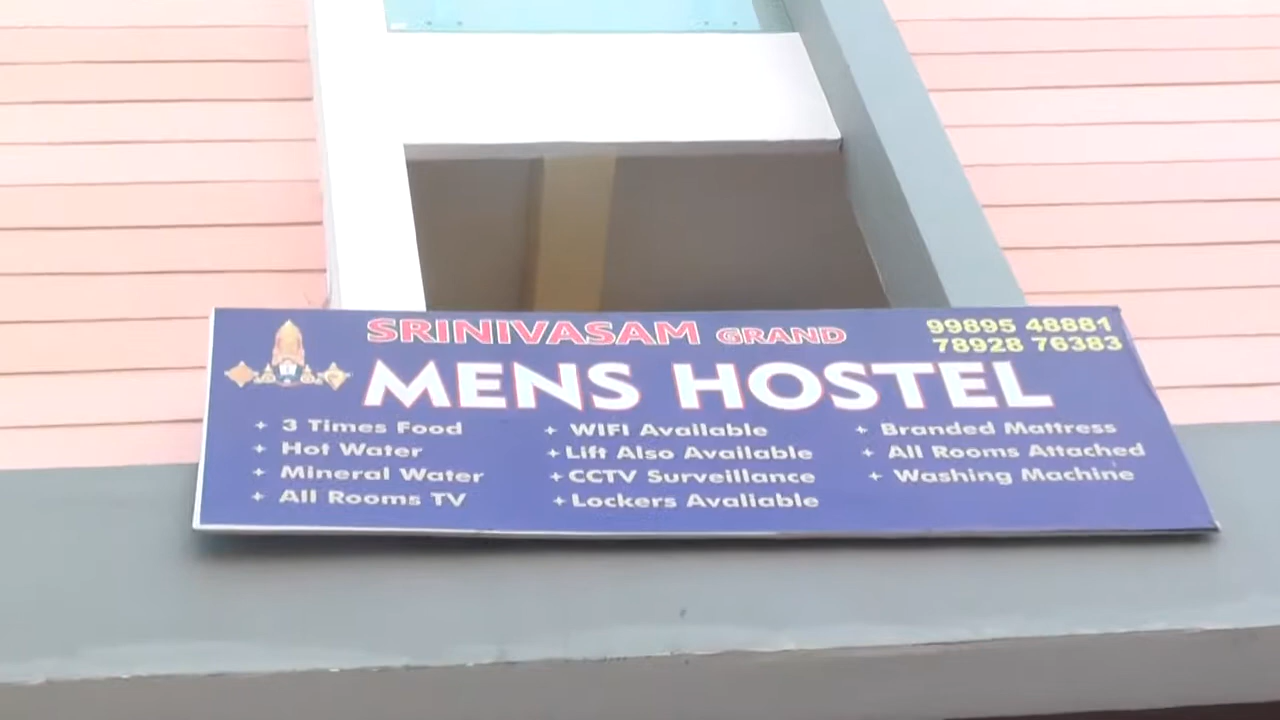 SRINIVASAM GRAND
99895 48881
78928 76383
MENS HOSTEL
+ 3 Times Food
+ Hot Water
+ Mineral Water
+ All Rooms TV
+ WIFI Available
+ Lift Also Available
+ CCTV Surveillance
+ Lockers Avaliable
+ Branded Mattress
+ All Rooms Attached
+ Washing Machine